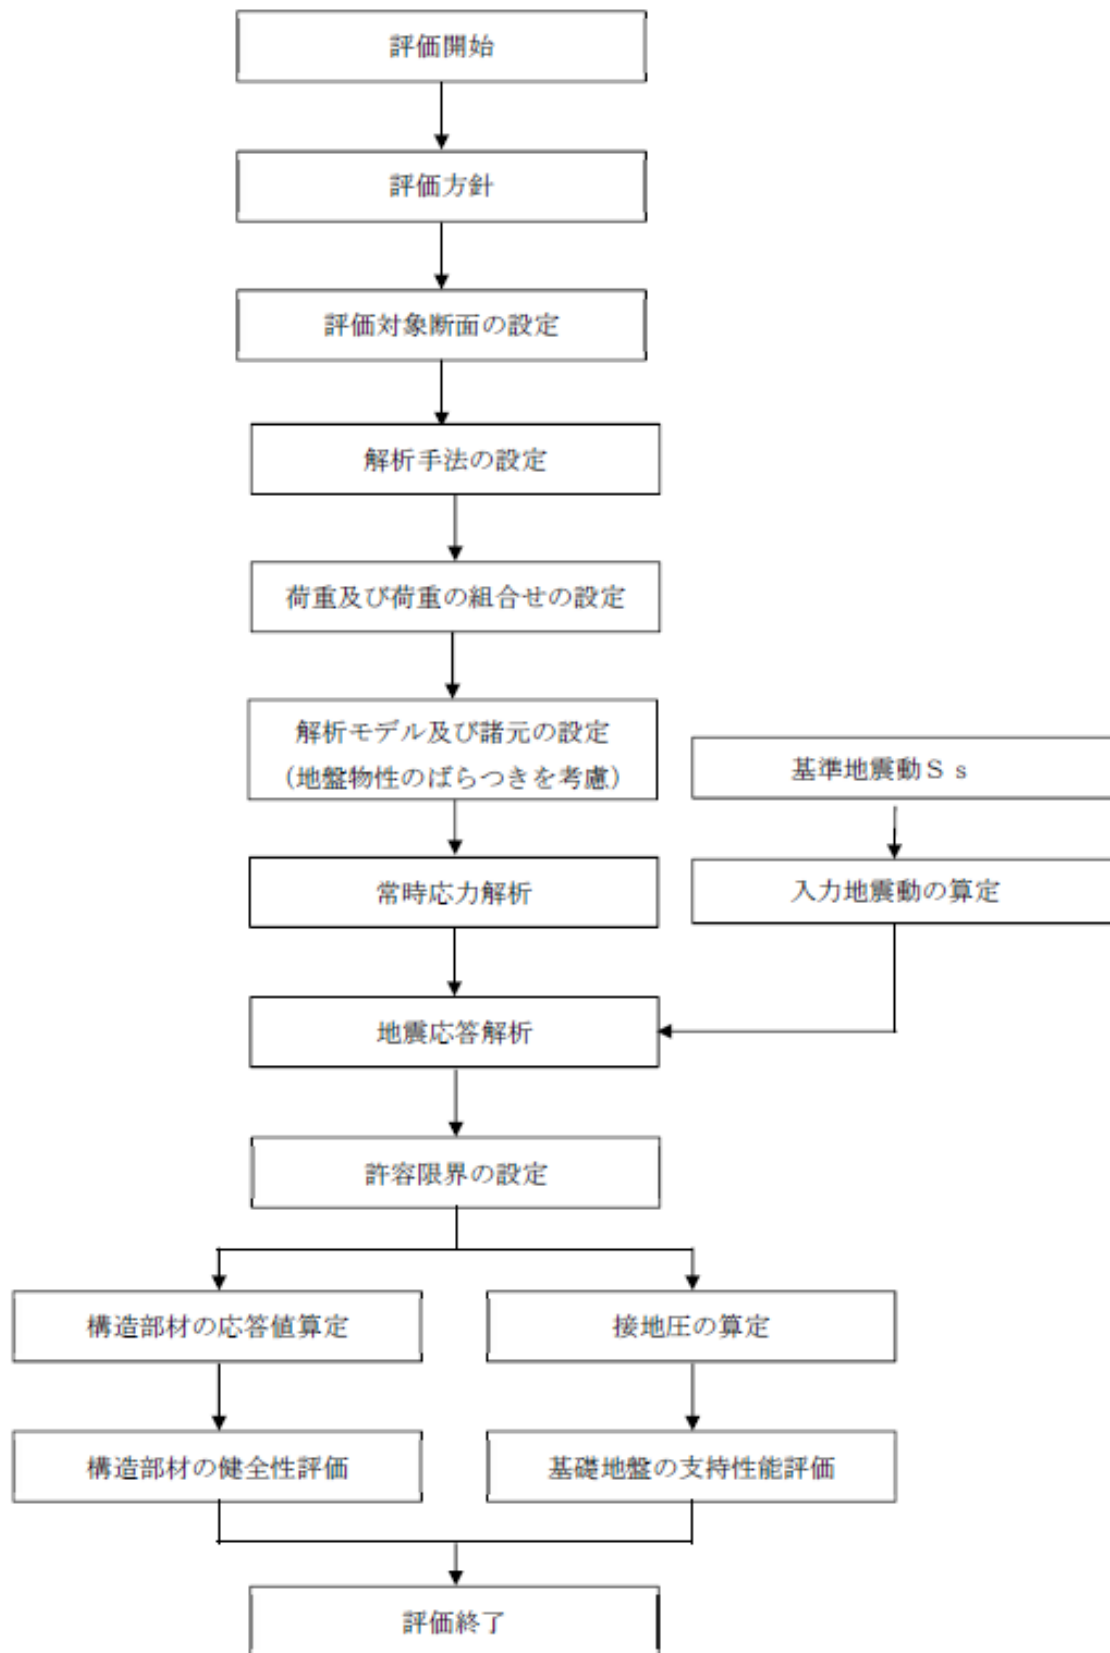 評価開始
評価方針
評価対象断面の設定
解析手法の設定
荷重及び荷重の組合せの設定
解析モデル及び諸元の設定
（地盤物性のばらつきを考慮）
基準地震動Ｓｓ
常時応力解析
入力地震動の算定
地震応答解析
許容限界の設定
構造部材の応答値算定
接地圧の算定
構造部材の健全性評価
基礎地盤の支持性能評価
評価終了